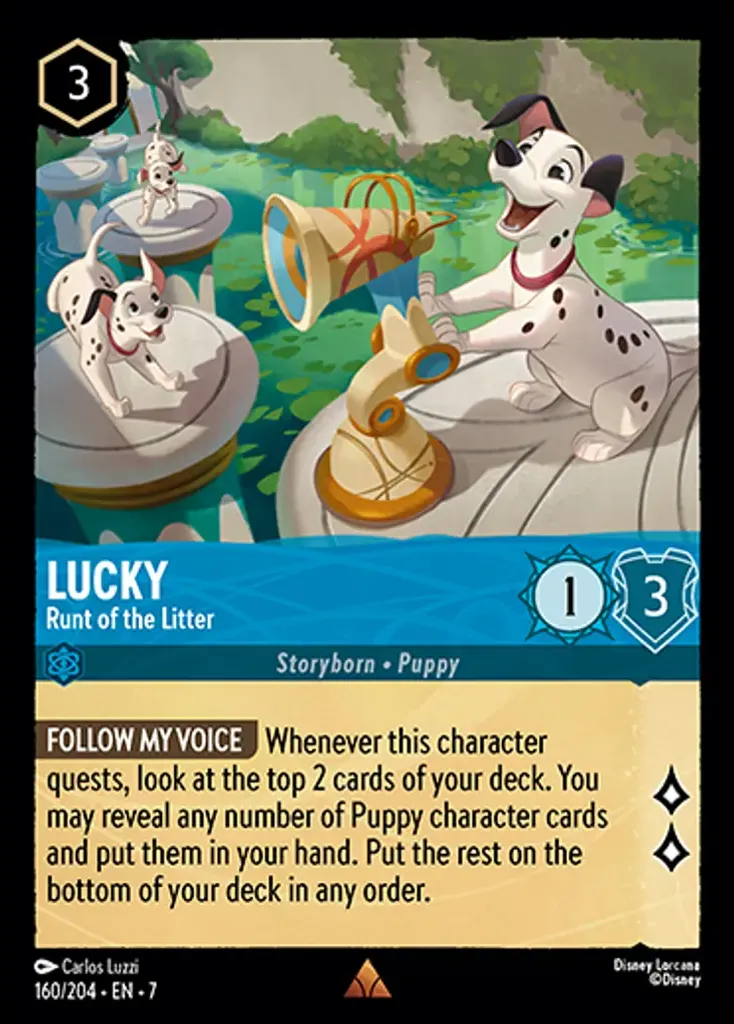 3
LUCKY
Runt of the Litter
1
3
Storyborn • Puppy
FOLLOW MY VOICE Whenever this character
quests, look at the top 2 cards of your deck. You
may reveal any number of Puppy character cards
and put them in your hand. Put the rest on the
bottom of your deck in any order.
Carlos Luzzi
160/204 • EN • 7
Disney Lorcana
©Disney